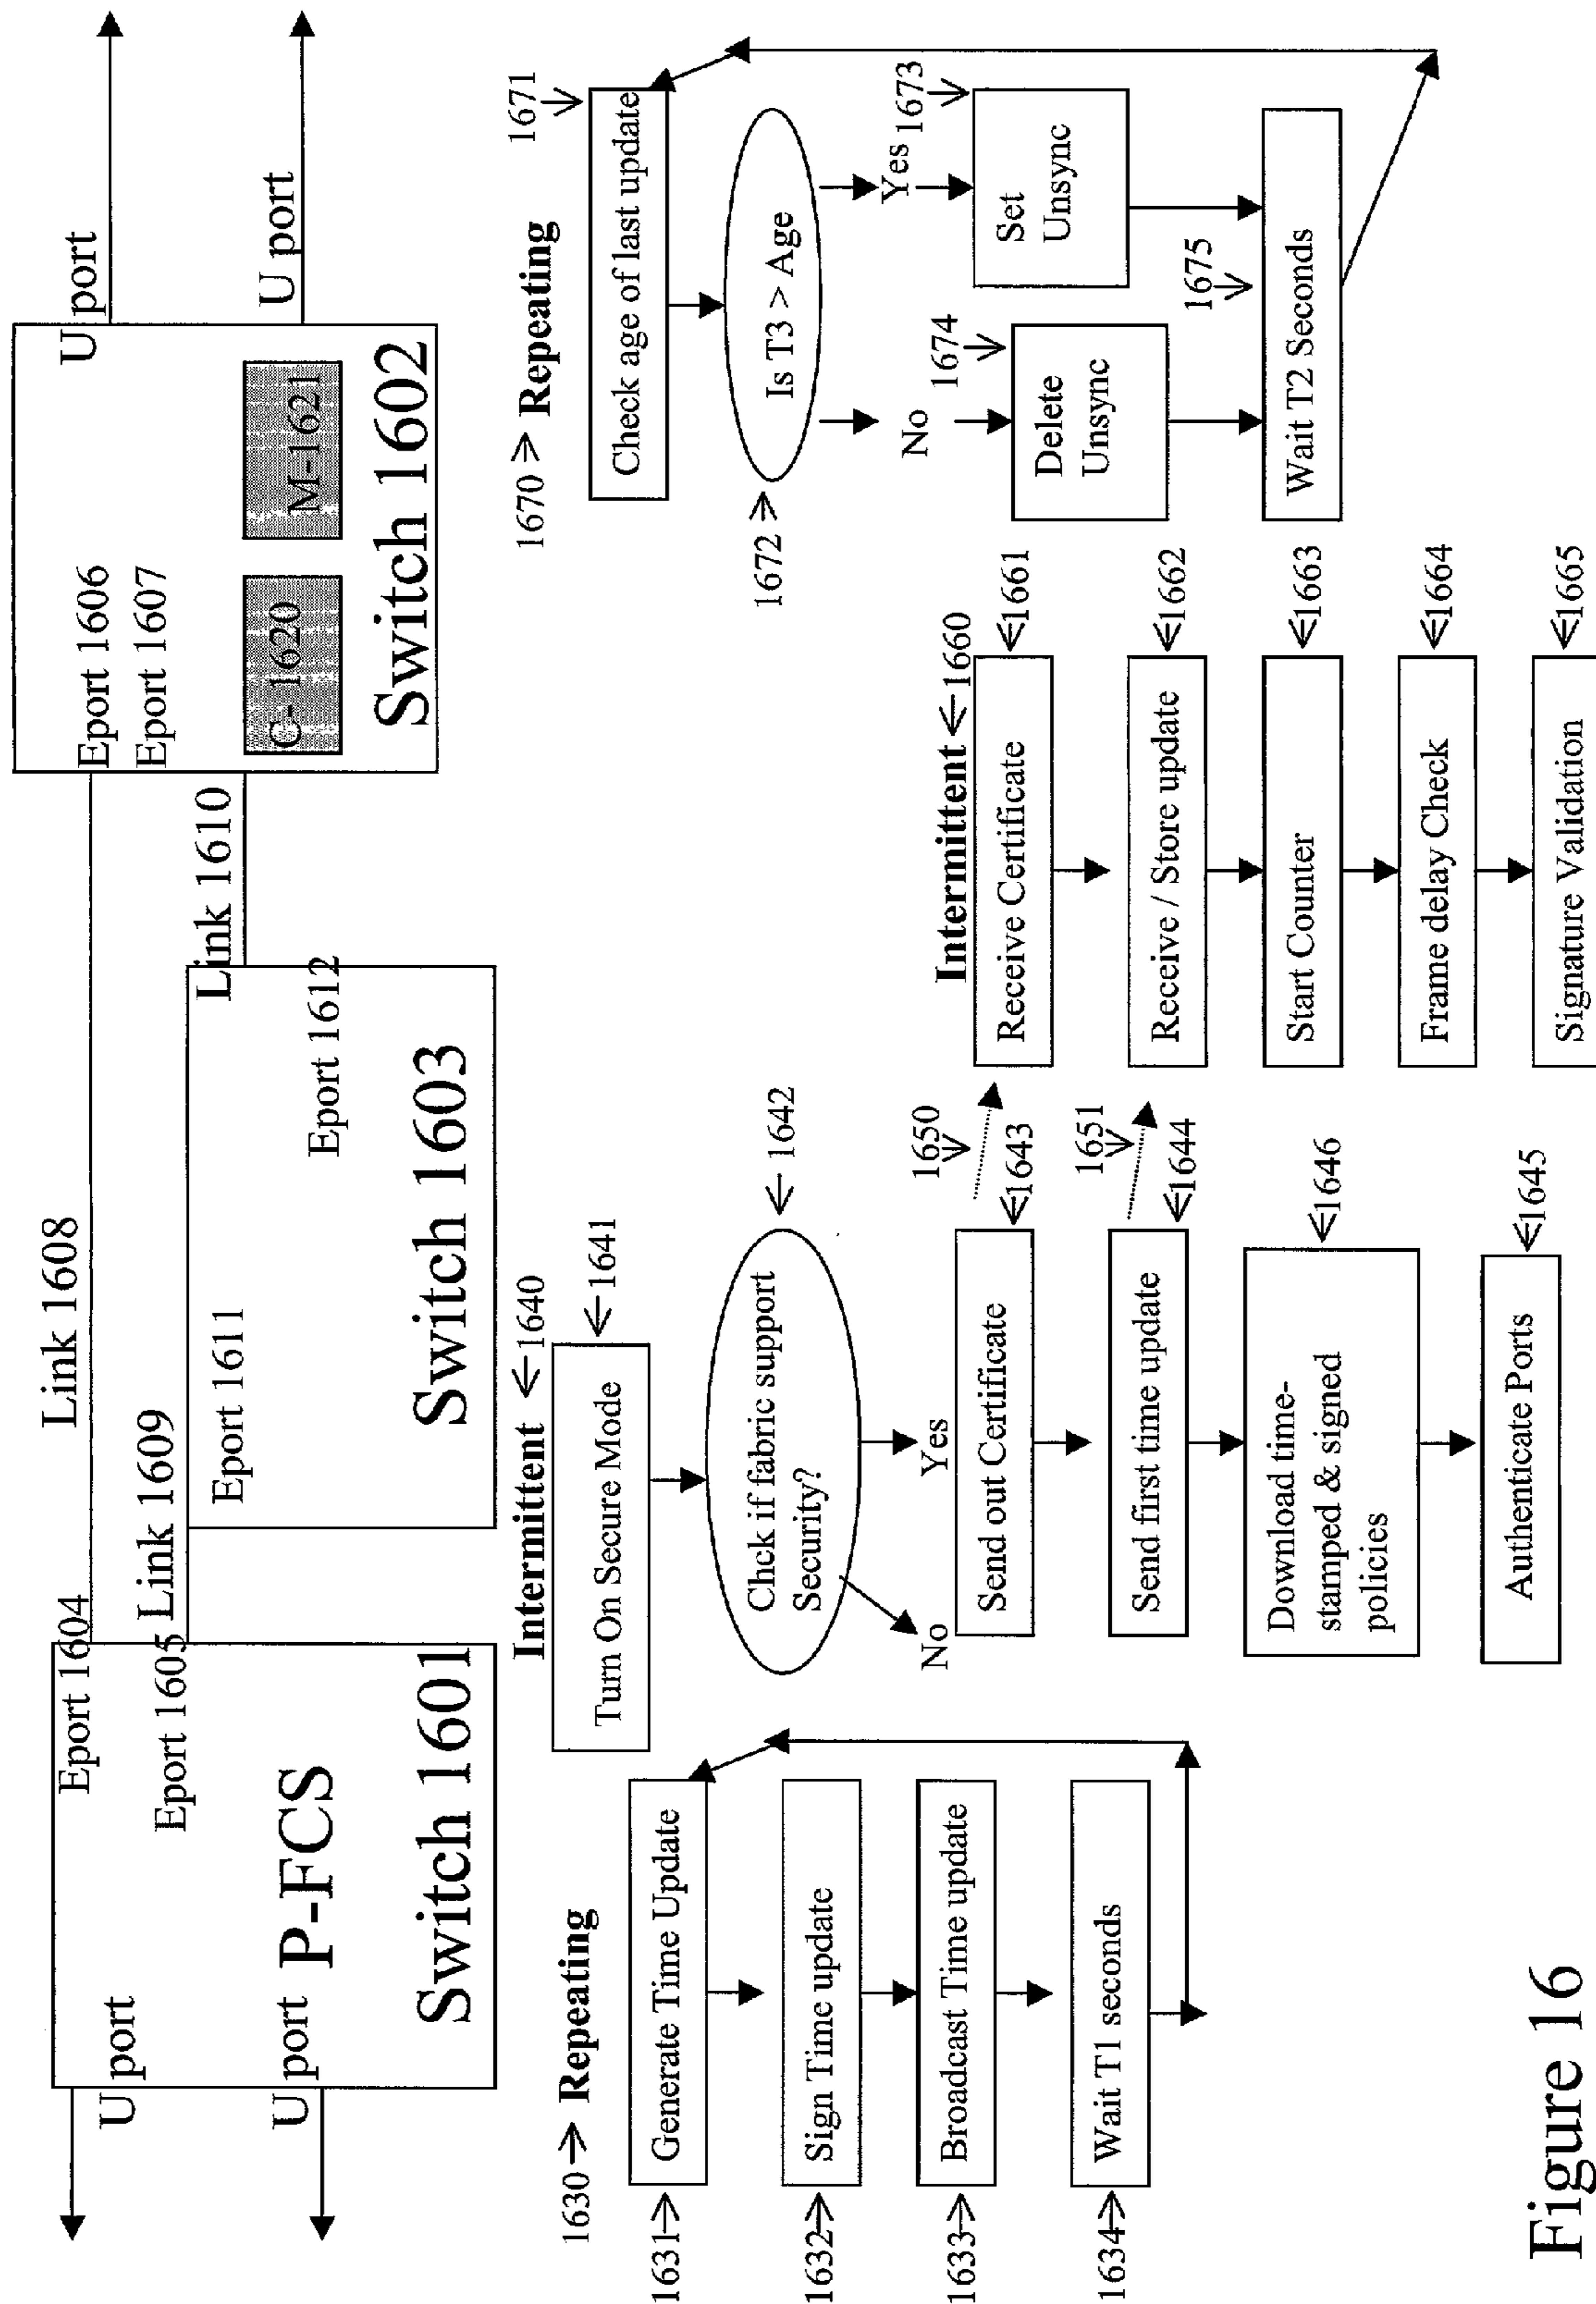 U port
U port
P-FCS
Switch 1601
Eport 1604
Eport 1605
Link 1608
Link 1609
Eport 1611
Eport 1612
Switch 1603
Link 1610
Eport 1606
Eport 1607
C- 1620
M-1621
Switch 1602
U port
U port
1630 > Repeating
1631
Generate Time Update
1632
Sign Time update
1633
Broadcast Time update
1634
Wait T1 seconds
Intermittent
1640
Turn On Secure Mode
1641
Chck if fabric support
Security?
1642
No
Yes
Send out Certificate
1643
1650
Send first time update
1644
1651
Download time-
stamped & signed
policies
1646
Authenticate Ports
1645
Intermittent
1660
Receive Certificate
1661
Receive / Store update
1662
Start Counter
1663
Frame delay Check
1664
Signature Validation
1665
1670 > Repeating
1671
Check age of last update
1672
Is T3 > Age
No
Yes
1674
Delete
Unsync
1673
Set
Unsync
1675
Wait T2 Seconds
Figure 16